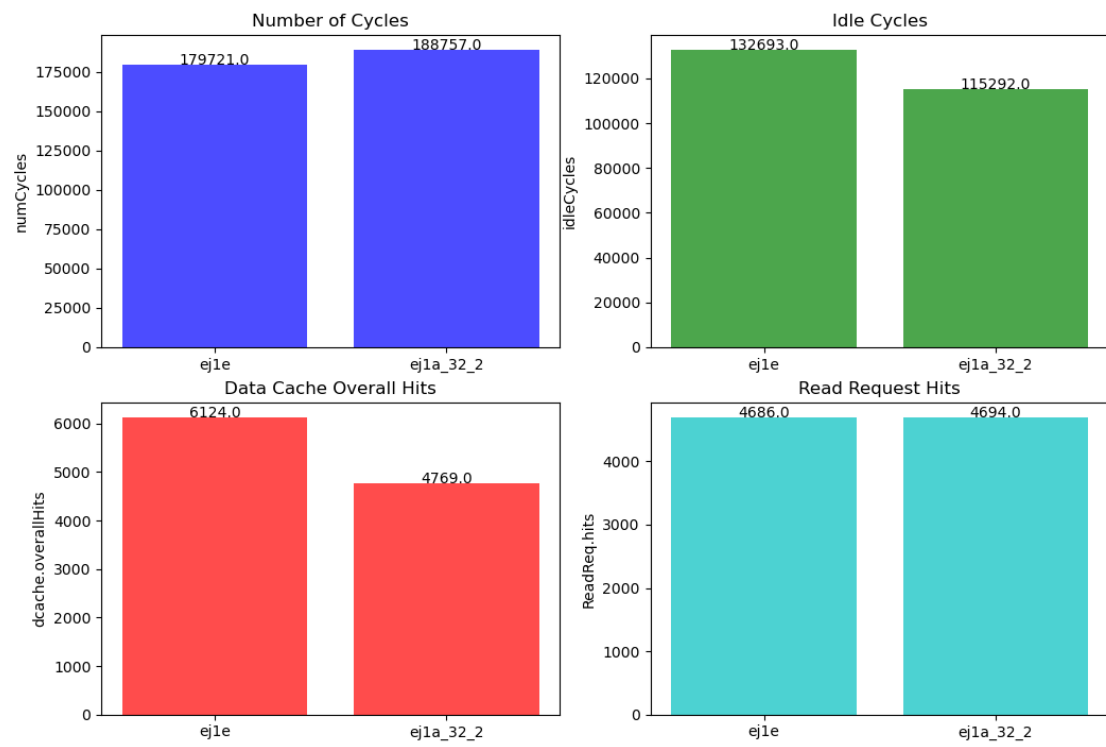 Number of Cycles
numCycles
175000
150000
125000
100000
75000
50000
25000
0
179721.0
188757.0
ej1e
ej1a_32_2
Idle Cycles
idleCycles
120000
100000
80000
60000
40000
20000
0
132693.0
115292.0
ej1e
ej1a_32_2
Data Cache Overall Hits
dcache.overallHits
6000
5000
4000
3000
2000
1000
0
6124.0
4769.0
ej1e
ej1a_32_2
Read Request Hits
ReadReq.hits
4000
3000
2000
1000
0
4686.0
4694.0
ej1e
ej1a_32_2